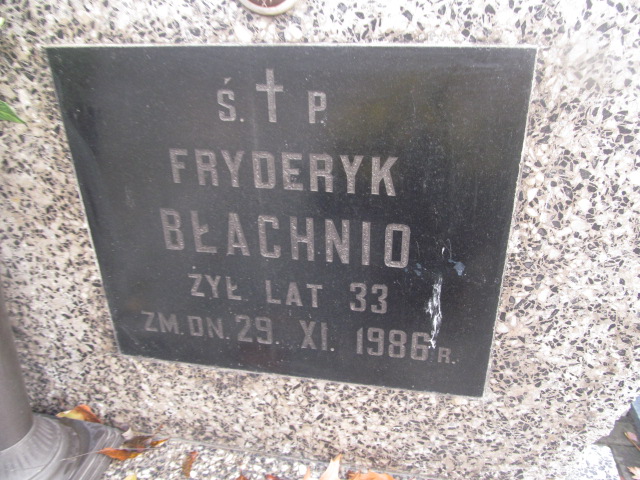 Ś. † P.
FRYDERYK
BŁACHNIO
ŻYŁ LAT 33
ZM. DN. 29. XI. 1986 R.